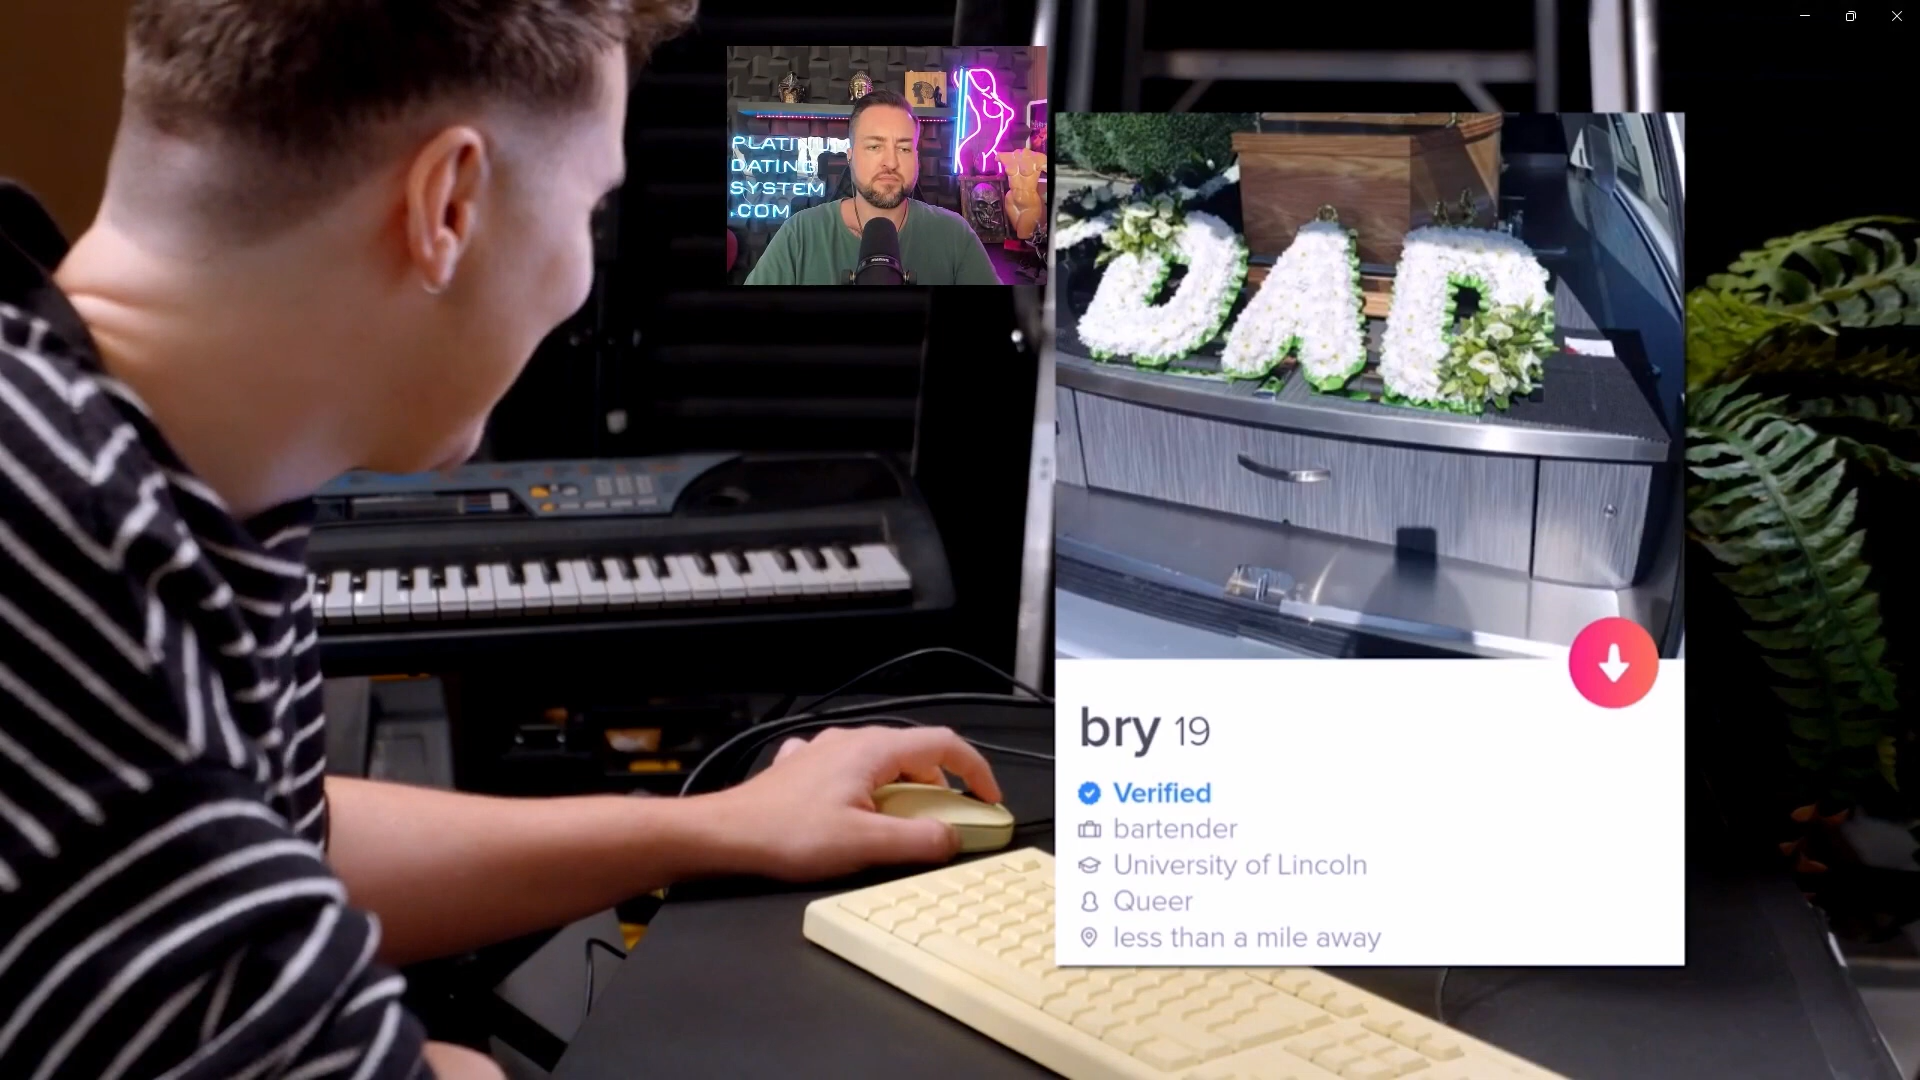 PLATINUM
DATING
SYSTEM
.COM
DAD
bry 19
Verified
bartender
University of Lincoln
Queer
less than a mile away